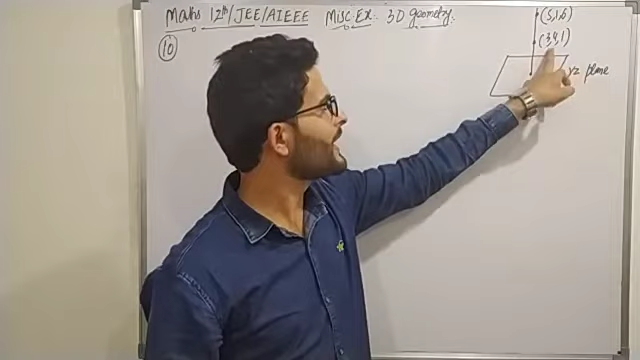 Maths 12th/JEE/AIEEE Misc. Ex. 3D geometry.
10
(5,1,6)
(3,4,1)
YZ plane